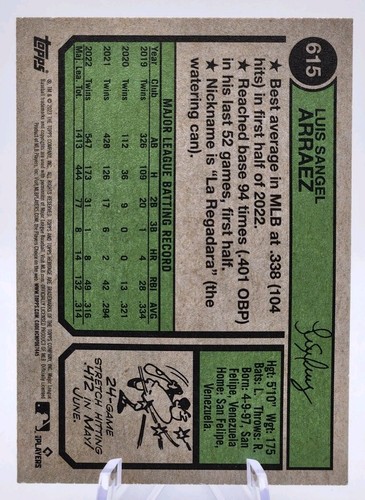 615
LUIS SANGEL
ARRAEZ
Hgt: 5'10" Wgt: 175
Bats: L. Throws: R.
Born: 4-9-97, San
Felipe, Venezuela.
Home: San Felipe,
Venezuela.
★ Best average in MLB at .338 (104
hits) in first half of 2022.
★ Reached base 94 times (.401 OBP)
in his last 52 games, first half.
★ Nickname is "La Regadara" (the
watering can).
24-GAME
STRETCH HITTING
.412 IN MAY/
JUNE.
MAJOR LEAGUE BATTING RECORD
Year Club AB H 2B 3B HR RBI AVG
2019 Twins 326 109 20 1 4 28 .334
2020 Twins 112 36 9 0 0 13 .321
2021 Twins 428 126 17 6 2 42 .294
2022 Twins 547 173 31 1 8 49 .316
Maj. Lea. Tot. 1413 444 77 8 14 132 .314
topps
MLB
PLAYERS